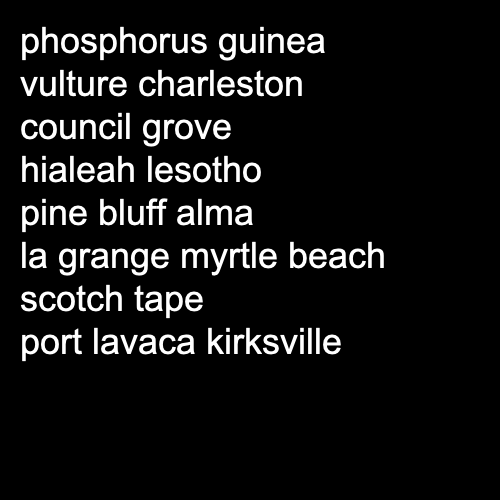 phosphorus guinea
vulture charleston
council grove
hialeah lesotho
pine bluff alma
la grange myrtle beach
scotch tape
port lavaca kirksville